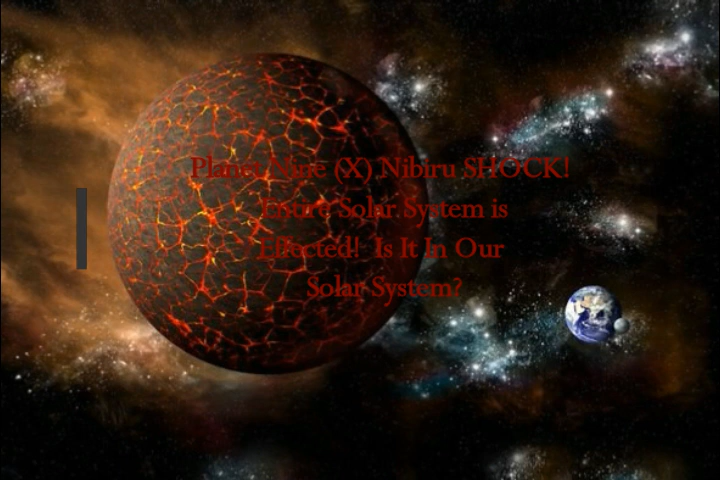 Planet Nine (X) Nibiru SHOCK!
Entire Solar System is
Effected! Is It In Our
Solar System?